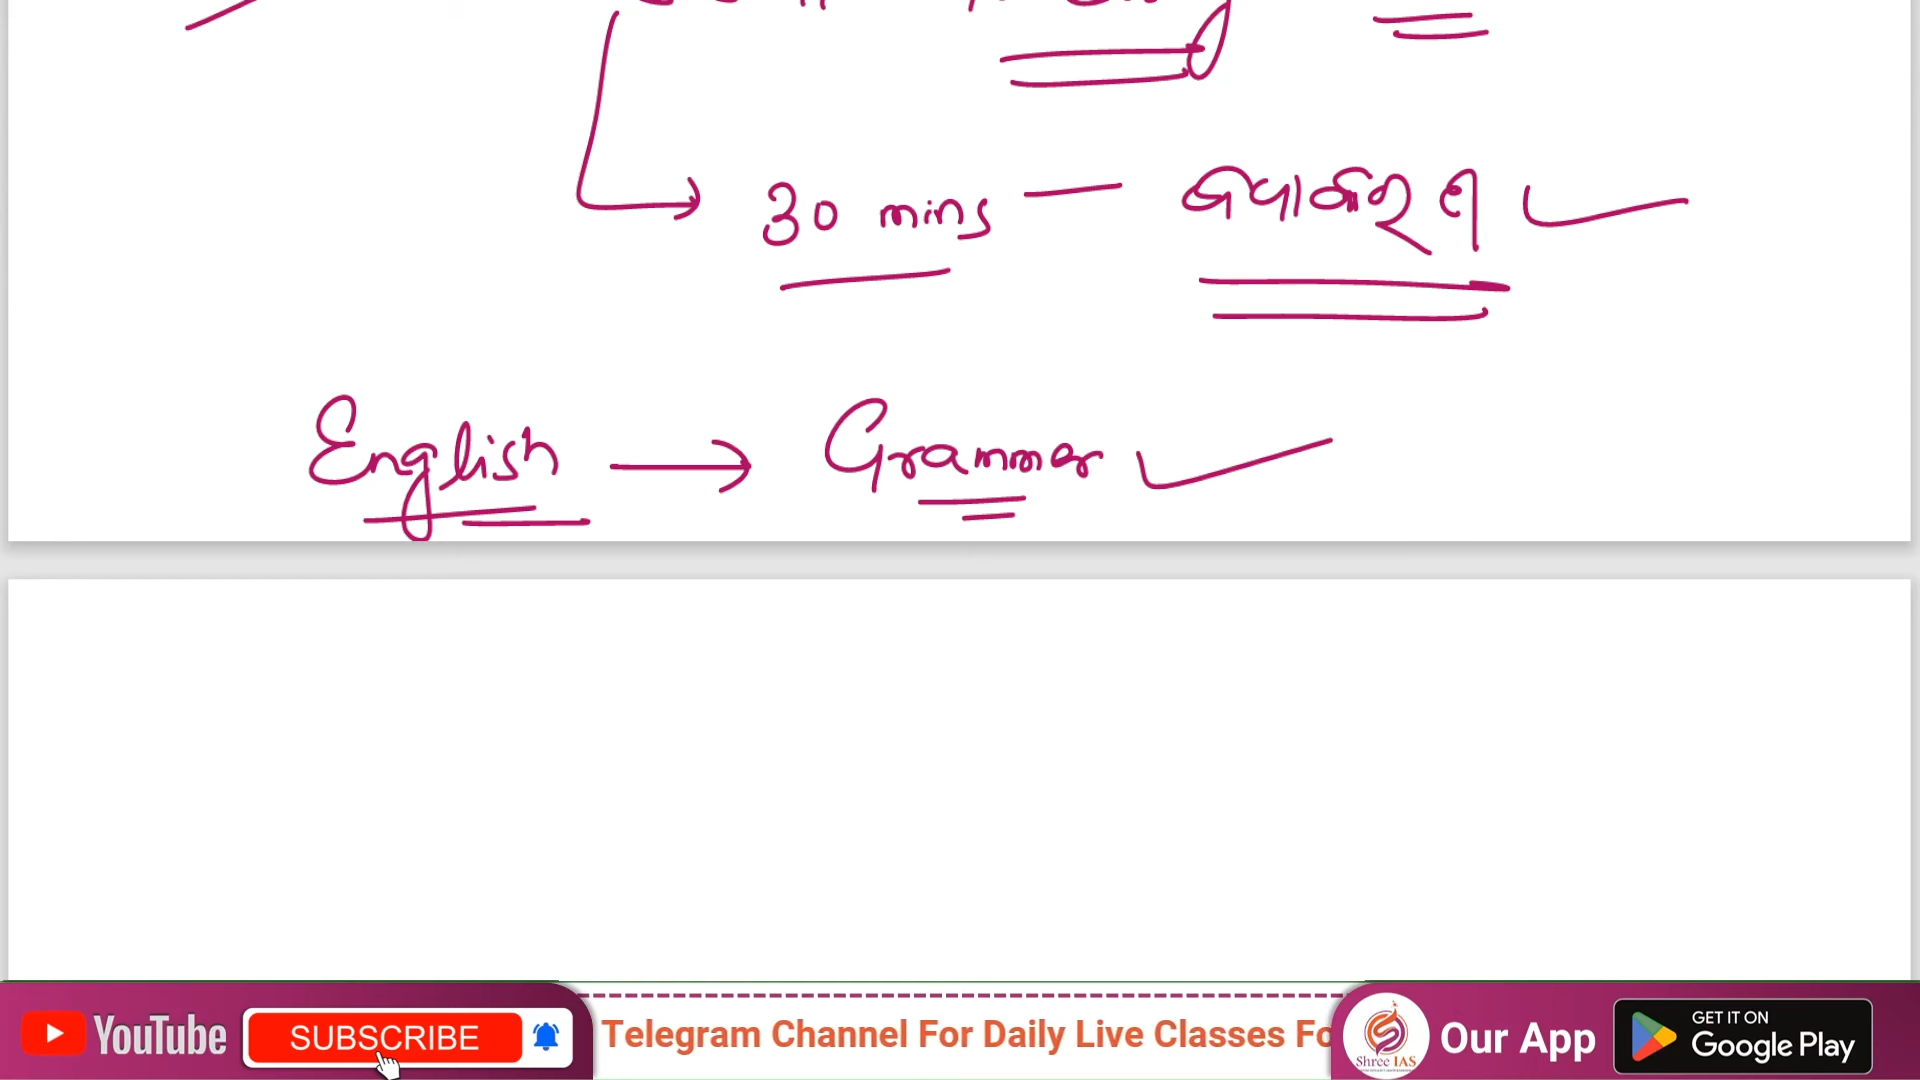 30 mins — ବ୍ୟାକରଣ
English → Grammer
YouTube
SUBSCRIBE
Telegram Channel For Daily Live Classes Fo
Shree IAS
Our App
GET IT ON
Google Play